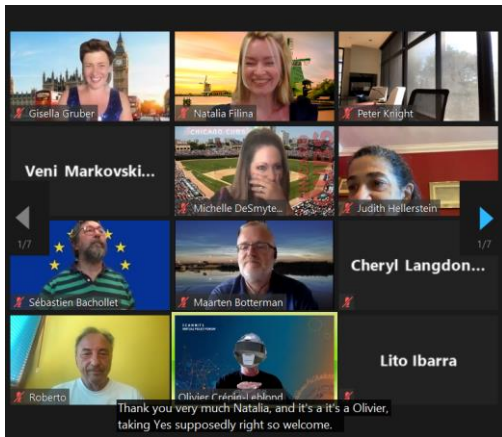 Gisella Gruber
Natalia Filina
Peter Knight
Veni Markovski...
CHICAGO CUBS
Michelle DeSmyte...
Judith Hellerstein
1/7
1/7
Sébastien Bachollet
Maarten Botterman
Cheryl Langdon...
Roberto
Olivier Crépin-Leblond
Lito Ibarra
Thank you very much Natalia, and it's a it's a Olivier,
taking Yes supposedly right so welcome.